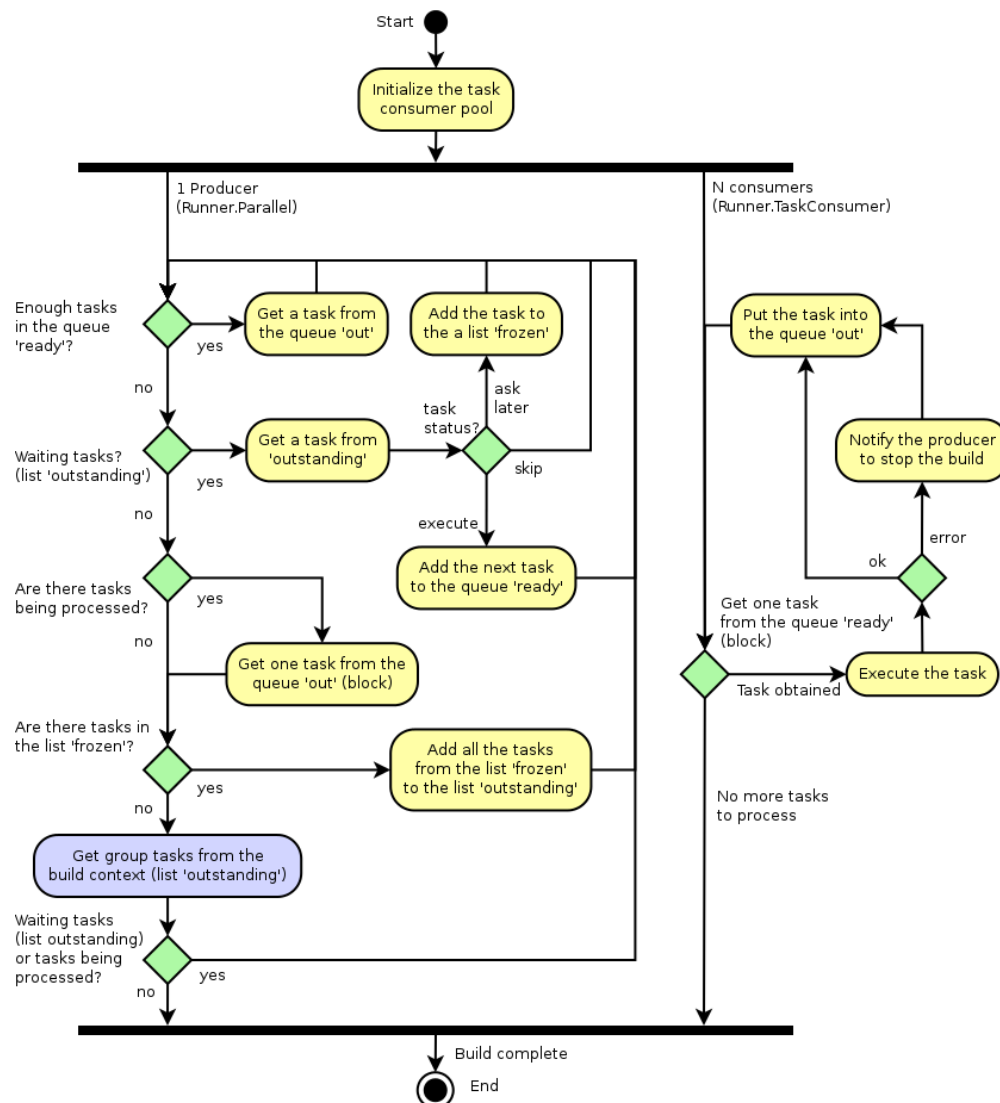 Start
Initialize the task
consumer pool
1 Producer
(Runner.Parallel)
N consumers
(Runner.TaskConsumer)
Enough tasks
in the queue
'ready'?
yes
Get a task from
the queue 'out'
Add the task to
the a list 'frozen'
Put the task into
the queue 'out'
no
ask
later
task
status?
Waiting tasks?
(list 'outstanding')
yes
Get a task from
'outstanding'
skip
Notify the producer
to stop the build
no
execute
Add the next task
to the queue 'ready'
error
ok
Are there tasks
being processed?
yes
no
Get one task from the
queue 'out' (block)
Get one task
from the queue 'ready'
(block)
Task obtained
Execute the task
Are there tasks in
the list 'frozen'?
yes
Add all the tasks
from the list 'frozen'
to the list 'outstanding'
no
No more tasks
to process
Get group tasks from the
build context (list 'outstanding')
Waiting tasks
(list outstanding)
or tasks being
processed?
yes
no
Build complete
End